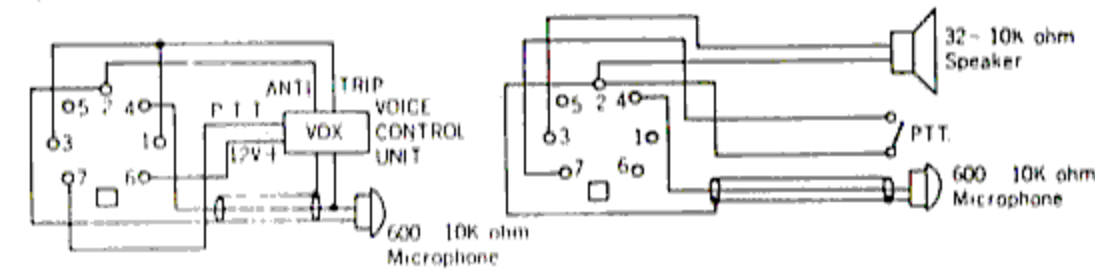 ANTI TRIP
VOICE
CONTROL
UNIT
P T T
VOX
12V+
5 2 4
3 1
7 6
600 10K ohm
Microphone
32 - 10K ohm
Speaker
5 2 4
3 1
7 6
PTT.
600 10K ohm
Microphone